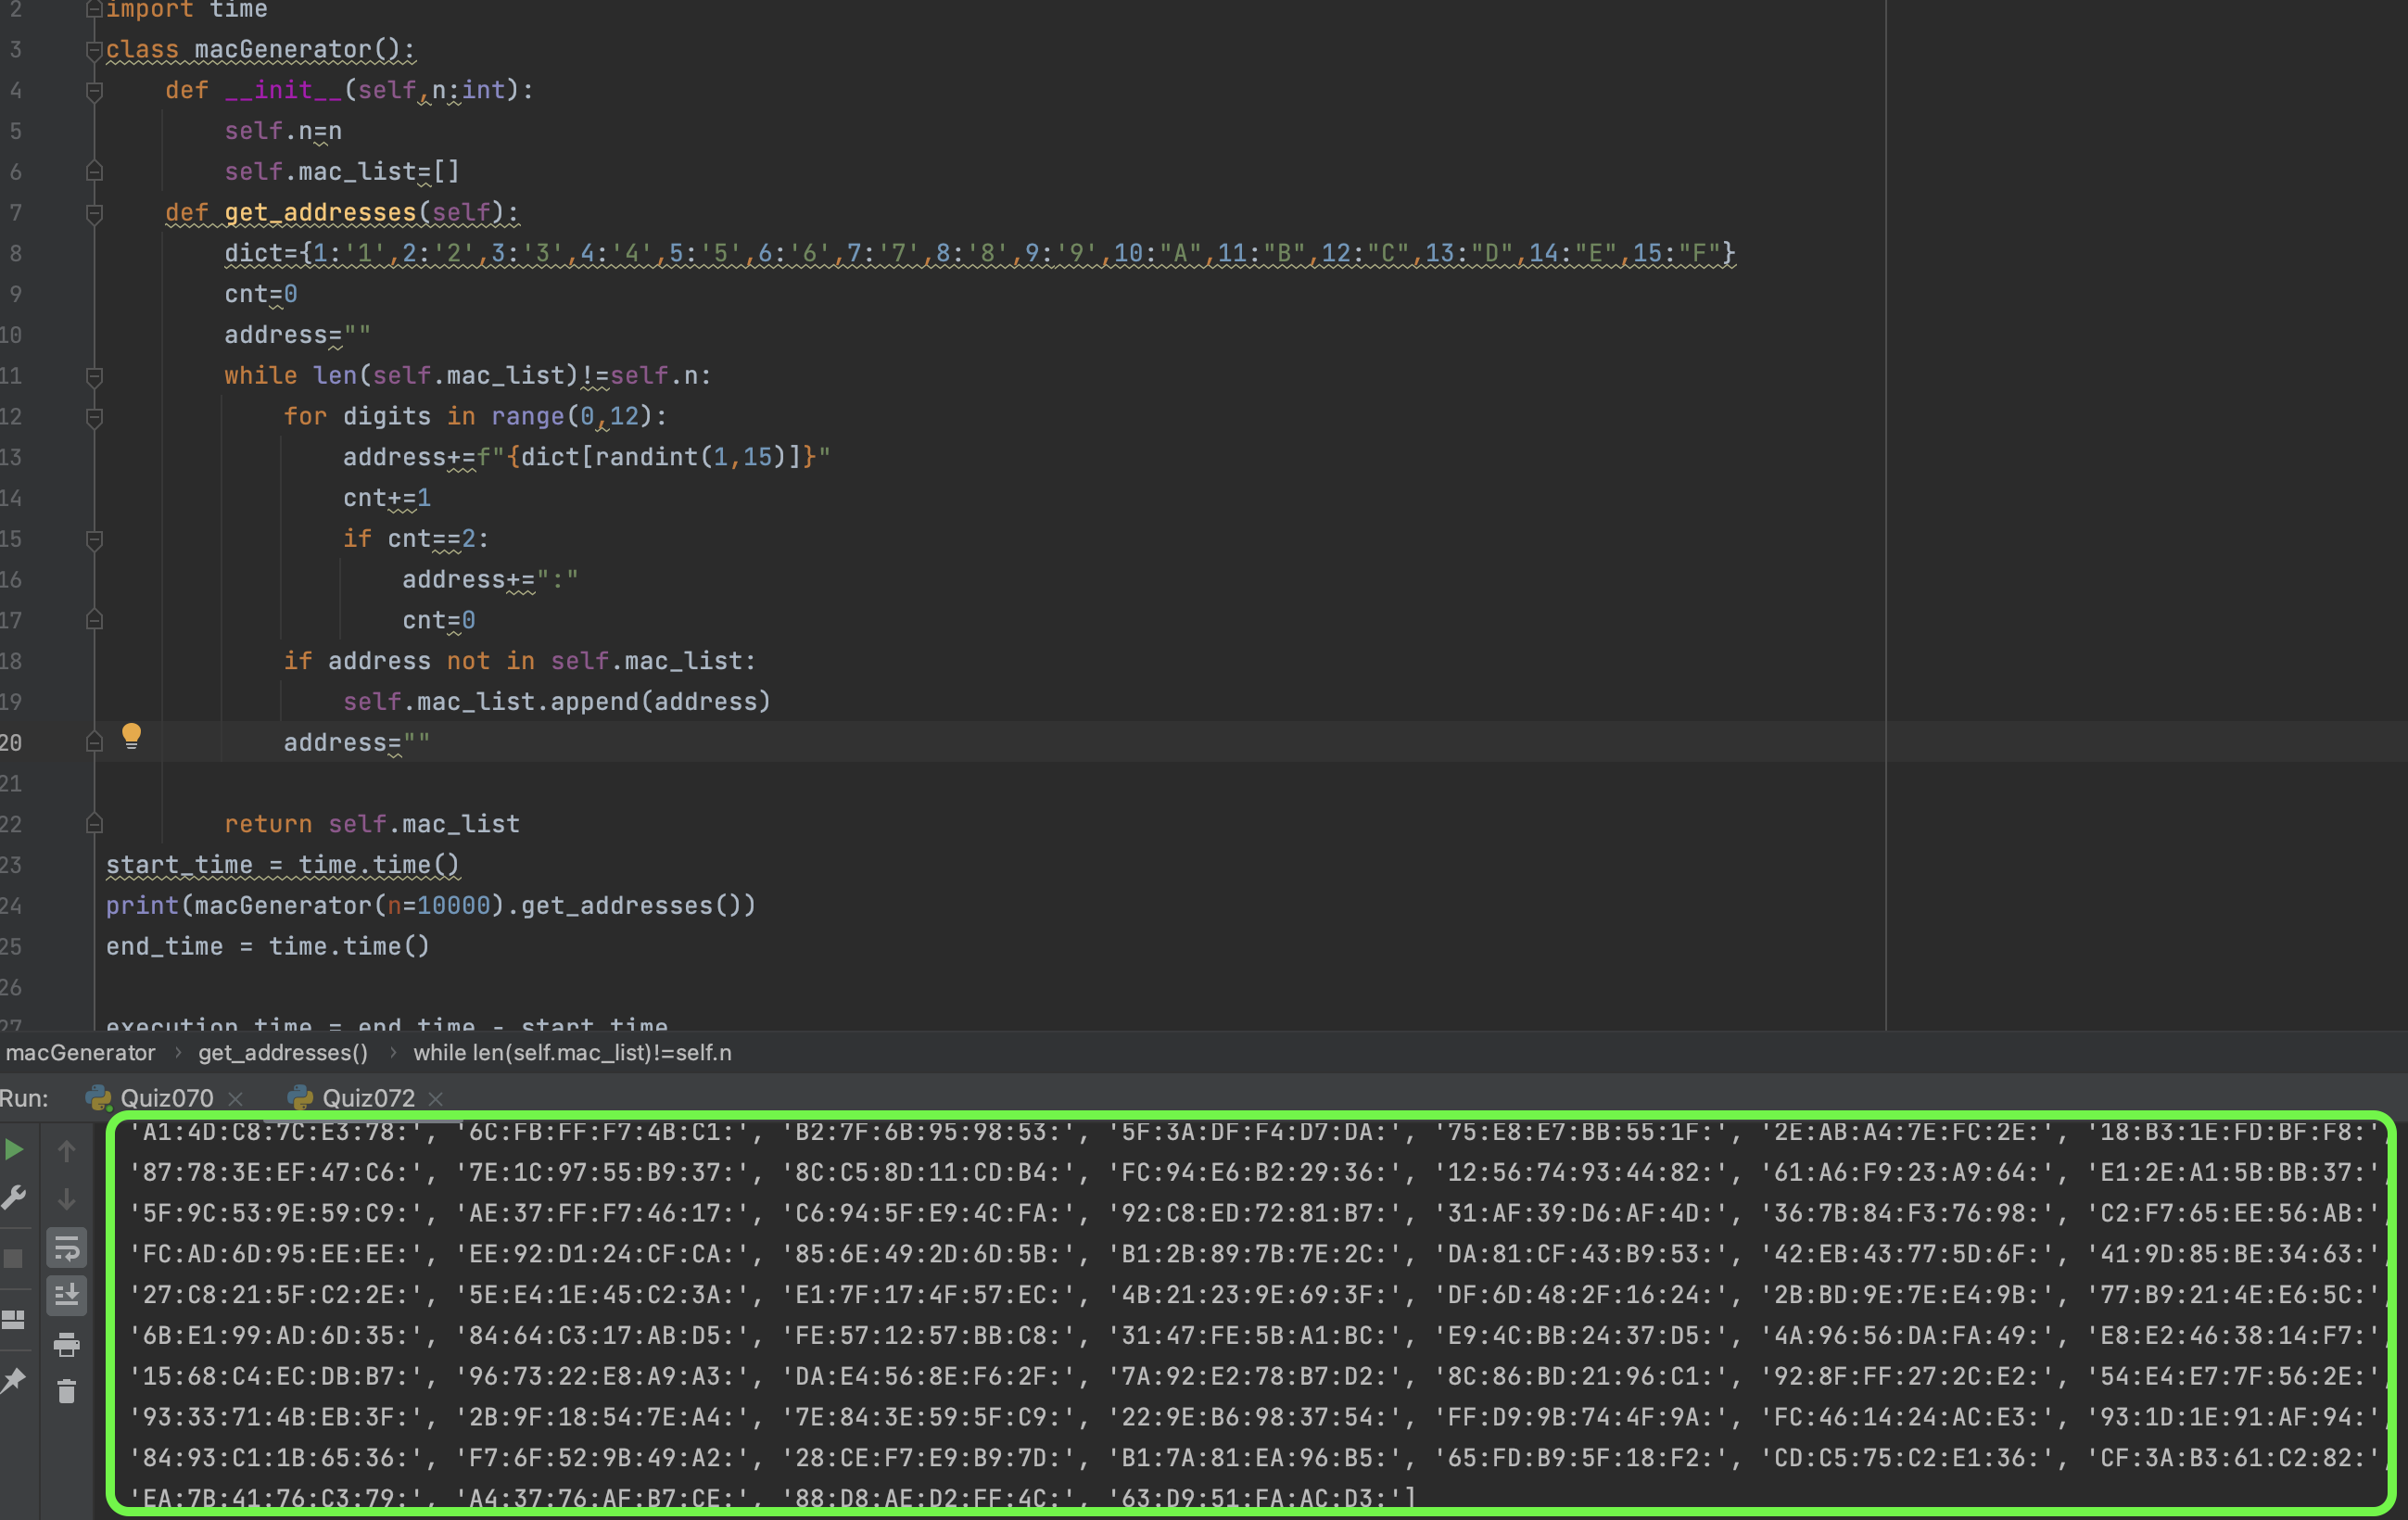 2 import time
3 class macGenerator():
4     def __init__(self,n:int):
5         self.n=n
6         self.mac_list=[]
7     def get_addresses(self):
8         dict={1:'1',2:'2',3:'3',4:'4',5:'5',6:'6',7:'7',8:'8',9:'9',10:"A",11:"B",12:"C",13:"D",14:"E",15:"F"}
9         cnt=0
10         address=""
11         while len(self.mac_list)!=self.n:
12             for digits in range(0,12):
13                 address+=f"{dict[randint(1,15)]}"
14                 cnt+=1
15                 if cnt==2:
16                     address+=":"
17                     cnt=0
18             if address not in self.mac_list:
19                 self.mac_list.append(address)
20             address=""
21
22         return self.mac_list
23 start_time = time.time()
24 print(macGenerator(n=10000).get_addresses())
25 end_time = time.time()
26
27 execution_time = end_time - start_time
macGenerator > get_addresses() > while len(self.mac_list)!=self.n
Run: Quiz070 × Quiz072 ×
'A1:4D:C8:7C:E3:78:', '6C:FB:FF:F7:4B:C1:', 'B2:7F:6B:95:98:53:', '5F:3A:DF:F4:D7:DA:', '75:E8:E7:BB:55:1F:', '2E:AB:A4:7E:FC:2E:', '18:B3:1E:FD:BF:F8:',
'87:78:3E:EF:47:C6:', '7E:1C:97:55:B9:37:', '8C:C5:8D:11:CD:B4:', 'FC:94:E6:B2:29:36:', '12:56:74:93:44:82:', '61:A6:F9:23:A9:64:', 'E1:2E:A1:5B:BB:37:',
'5F:9C:53:9E:59:C9:', 'AE:37:FF:F7:46:17:', 'C6:94:5F:E9:4C:FA:', '92:C8:ED:72:81:B7:', '31:AF:39:D6:AF:4D:', '36:7B:84:F3:76:98:', 'C2:F7:65:EE:56:AB:',
'FC:AD:6D:95:EE:EE:', 'EE:92:D1:24:CF:CA:', '85:6E:49:2D:6D:5B:', 'B1:2B:89:7B:7E:2C:', 'DA:81:CF:43:B9:53:', '42:EB:43:77:5D:6F:', '41:9D:85:BE:34:63:',
'27:C8:21:5F:C2:2E:', '5E:E4:1E:45:C2:3A:', 'E1:7F:17:4F:57:EC:', '4B:21:23:9E:69:3F:', 'DF:6D:48:2F:16:24:', '2B:BD:9E:7E:E4:9B:', '77:B9:21:4E:E6:5C:',
'6B:E1:99:AD:6D:35:', '84:64:C3:17:AB:D5:', 'FE:57:12:57:BB:C8:', '31:47:FE:5B:A1:BC:', 'E9:4C:BB:24:37:D5:', '4A:96:56:DA:FA:49:', 'E8:E2:46:38:14:F7:',
'15:68:C4:EC:DB:B7:', '96:73:22:E8:A9:A3:', 'DA:E4:56:8E:F6:2F:', '7A:92:E2:78:B7:D2:', '8C:86:BD:21:96:C1:', '92:8F:FF:27:2C:E2:', '54:E4:E7:7F:56:2E:',
'93:33:71:4B:EB:3F:', '2B:9F:18:54:7E:A4:', '7E:84:3E:59:5F:C9:', '22:9E:B6:98:37:54:', 'FF:D9:9B:74:4F:9A:', 'FC:46:14:24:AC:E3:', '93:1D:1E:91:AF:94:',
'84:93:C1:1B:65:36:', 'F7:6F:52:9B:49:A2:', '28:CE:F7:E9:B9:7D:', 'B1:7A:81:EA:96:B5:', '65:FD:B9:5F:18:F2:', 'CD:C5:75:C2:E1:36:', 'CF:3A:B3:61:C2:82:',
'EA:7B:41:76:C3:79:', 'A4:37:76:AF:B7:CE:', '88:D8:AE:D2:FF:4C:', '63:D9:51:FA:AC:D3:']